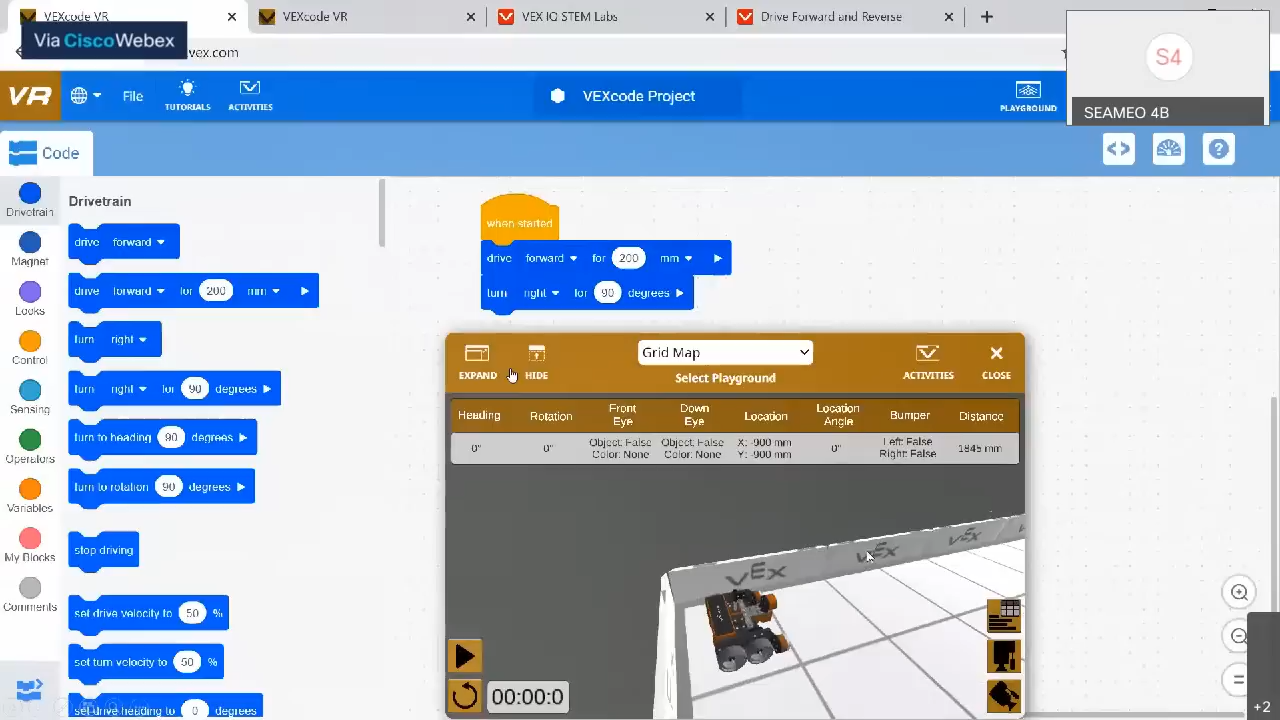 VEXcode VR
VEXcode VR
VEX IQ STEM Labs
Drive Forward and Reverse
Via CiscoWebex
vex.com
S4
SEAMEO 4B
VR
File
TUTORIALS
ACTIVITIES
VEXcode Project
PLAYGROUND
Code
Drivetrain
Magnet
Looks
Control
Sensing
Operators
Variables
My Blocks
Comments
Drivetrain
drive forward
drive forward for 200 mm
turn right
turn right for 90 degrees
turn to heading 90 degrees
turn to rotation 90 degrees
stop driving
set drive velocity to 50 %
set turn velocity to 50 %
set drive heading to 0 degrees
when started
drive forward for 200 mm
turn right for 90 degrees
EXPAND
HIDE
Grid Map
Select Playground
ACTIVITIES
CLOSE
Heading Rotation Front Eye Down Eye Location Location Angle Bumper Distance
0° 0° Object: False Color: None Object: False Color: None X: -900 mm Y: -900 mm 0° Left: False Right: False 1845 mm
vEx
vEx
vEx
00:00:0
+2